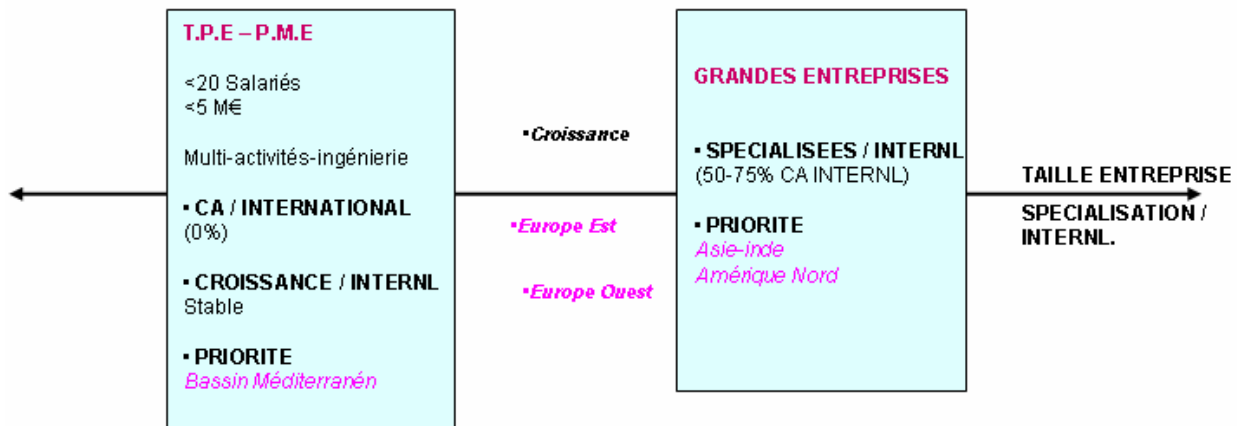 T.P.E – P.M.E
<20 Salariés
<5 M€
Multi-activités-ingénierie
▪ CA / INTERNATIONAL
(0%)
▪ CROISSANCE / INTERNL
Stable
▪ PRIORITE
Bassin Méditerranén
▪Croissance
▪Europe Est
▪Europe Ouest
GRANDES ENTREPRISES
▪ SPECIALISEES / INTERNL
(50-75% CA INTERNL)
▪ PRIORITE
Asie-inde
Amérique Nord
TAILLE ENTREPRISE
SPECIALISATION /
INTERNL.